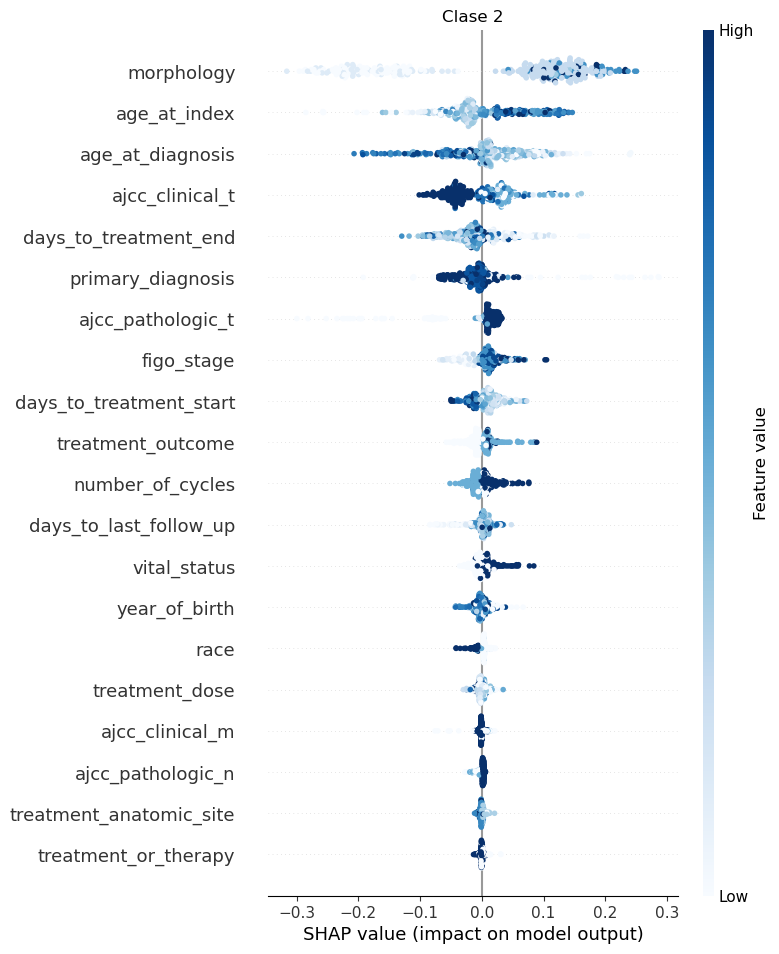 Clase 2
High
morphology
age_at_index
age_at_diagnosis
ajcc_clinical_t
days_to_treatment_end
primary_diagnosis
ajcc_pathologic_t
figo_stage
days_to_treatment_start
treatment_outcome
number_of_cycles
days_to_last_follow_up
vital_status
year_of_birth
race
treatment_dose
ajcc_clinical_m
ajcc_pathologic_n
treatment_anatomic_site
treatment_or_therapy
Feature value
Low
−0.3 −0.2 −0.1 0.0 0.1 0.2 0.3
SHAP value (impact on model output)